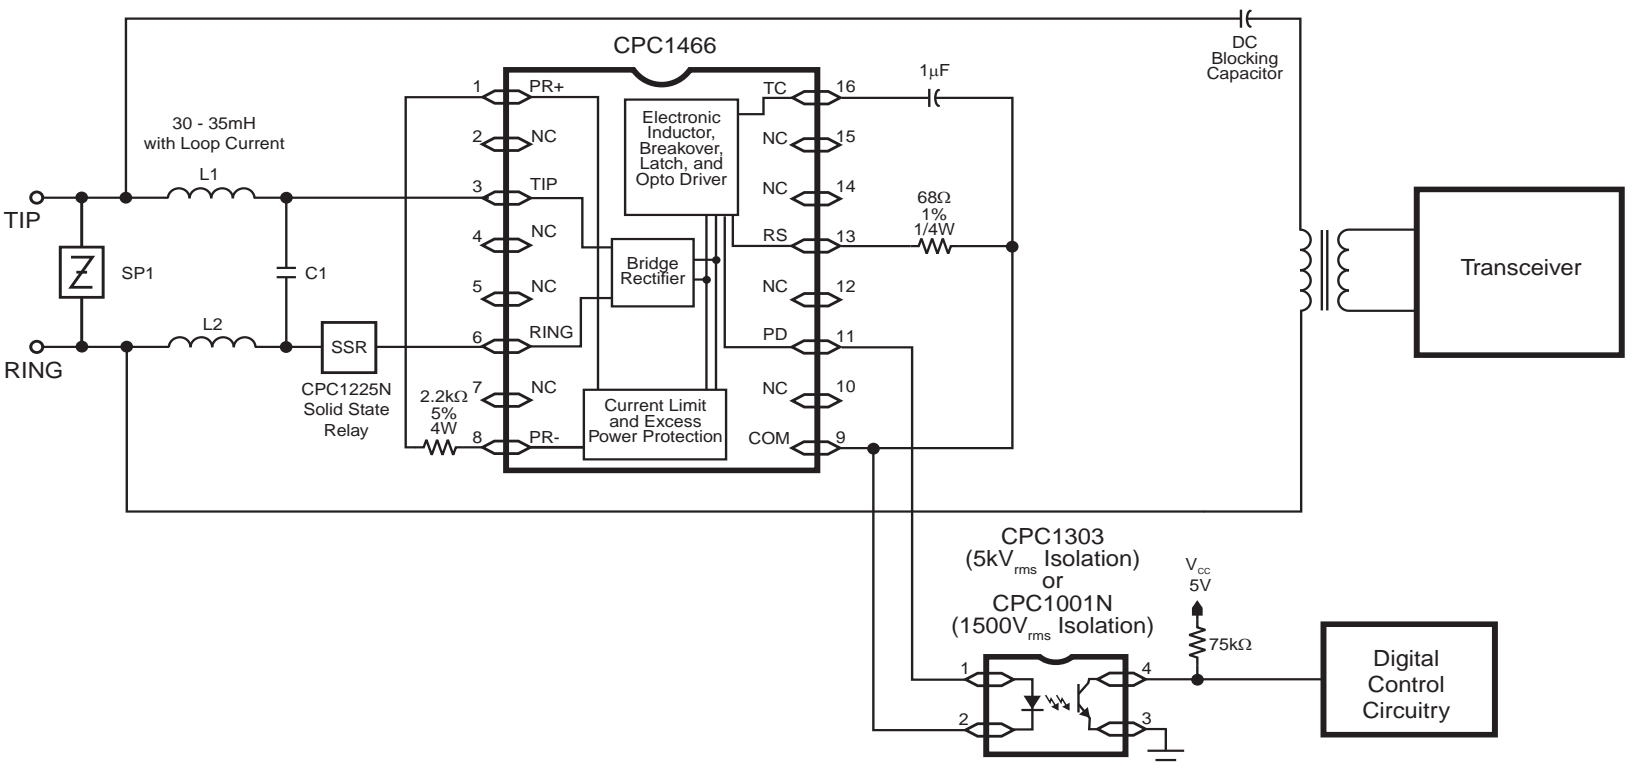 DC
Blocking
Capacitor
CPC1466
30 - 35mH
with Loop Current
L1
TIP
SP1
C1
RING
L2
SSR
CPC1225N
Solid State
Relay
2.2kΩ
5%
4W
1
PR+
2
NC
3
TIP
4
NC
5
NC
6
RING
7
NC
8
PR-
Electronic
Inductor,
Breakover,
Latch, and
Opto Driver
Bridge
Rectifier
Current Limit
and Excess
Power Protection
TC
16
NC
15
NC
14
RS
13
NC
12
PD
11
NC
10
COM
9
1μF
68Ω
1%
1/4W
Transceiver
CPC1303
(5kVrms Isolation)
or
CPC1001N
(1500Vrms Isolation)
1
2
4
3
VCC
5V
75kΩ
Digital
Control
Circuitry